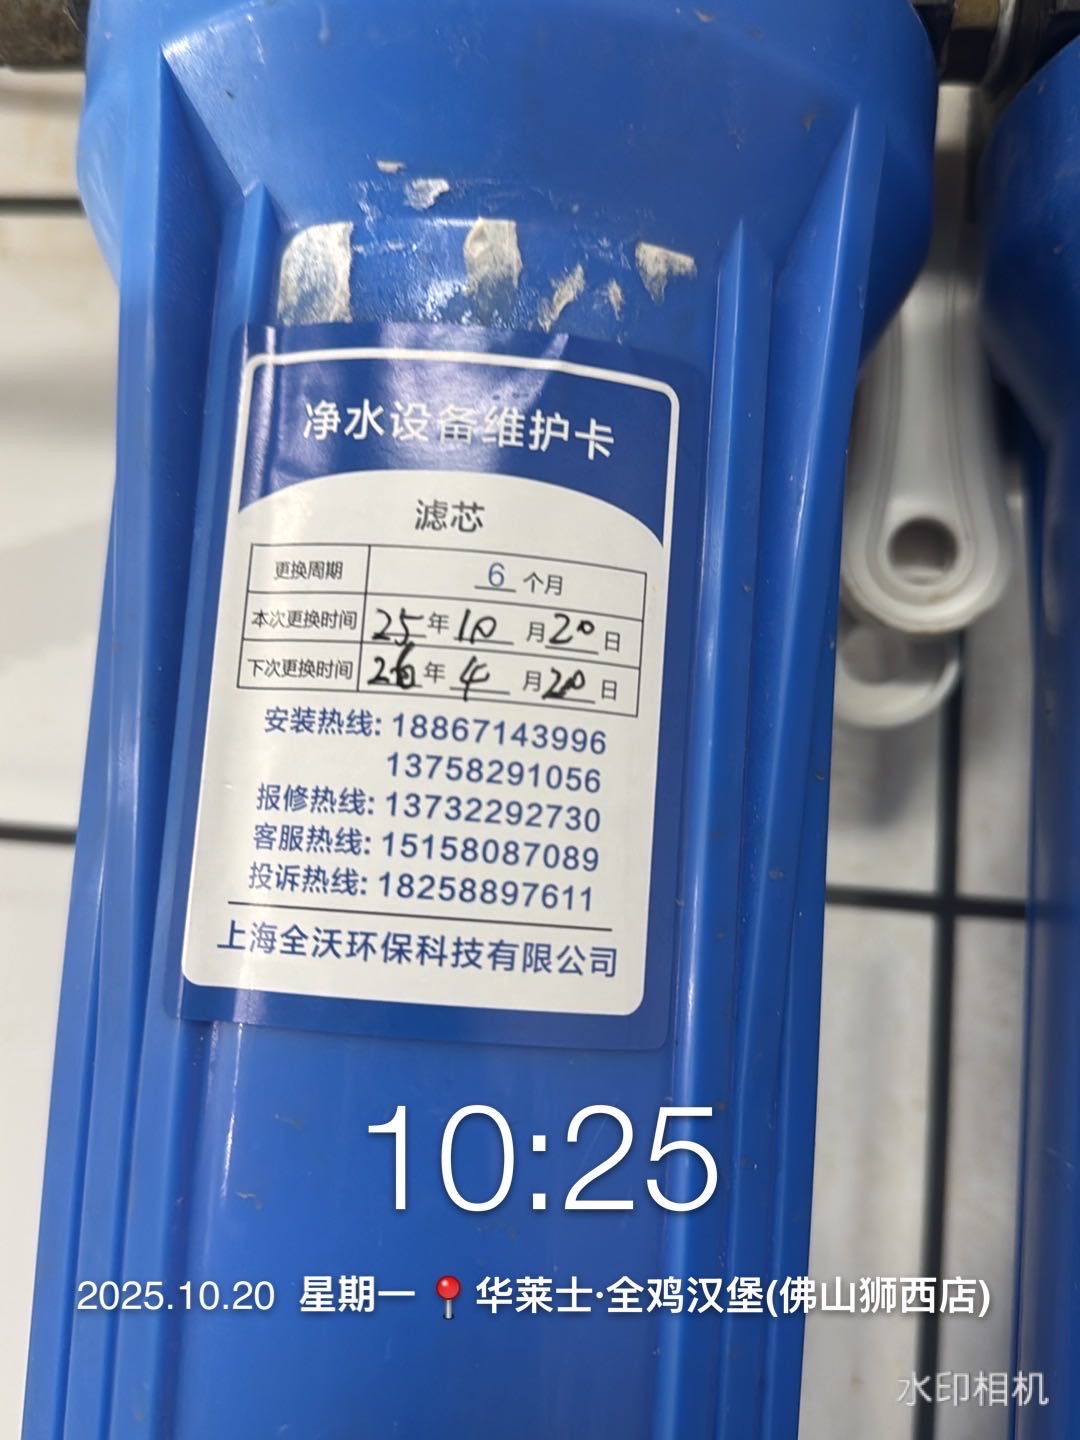 净水设备维护卡
滤芯
更换周期 6 个月
本次更换时间 25 年 10 月 20 日
下次更换时间 26 年 4 月 20 日
安装热线: 18867143996
13758291056
报修热线: 13732292730
客服热线: 15158087089
投诉热线: 18258897611
上海全沃环保科技有限公司
10:25
2025.10.20 星期一 📍 华莱士·全鸡汉堡(佛山狮西店)
水印相机